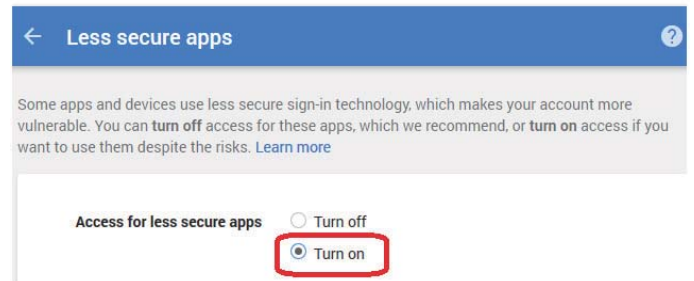 Less secure apps
Some apps and devices use less secure sign-in technology, which makes your account more
vulnerable. You can turn off access for these apps, which we recommend, or turn on access if you
want to use them despite the risks. Learn more
Access for less secure apps Turn off
Turn on